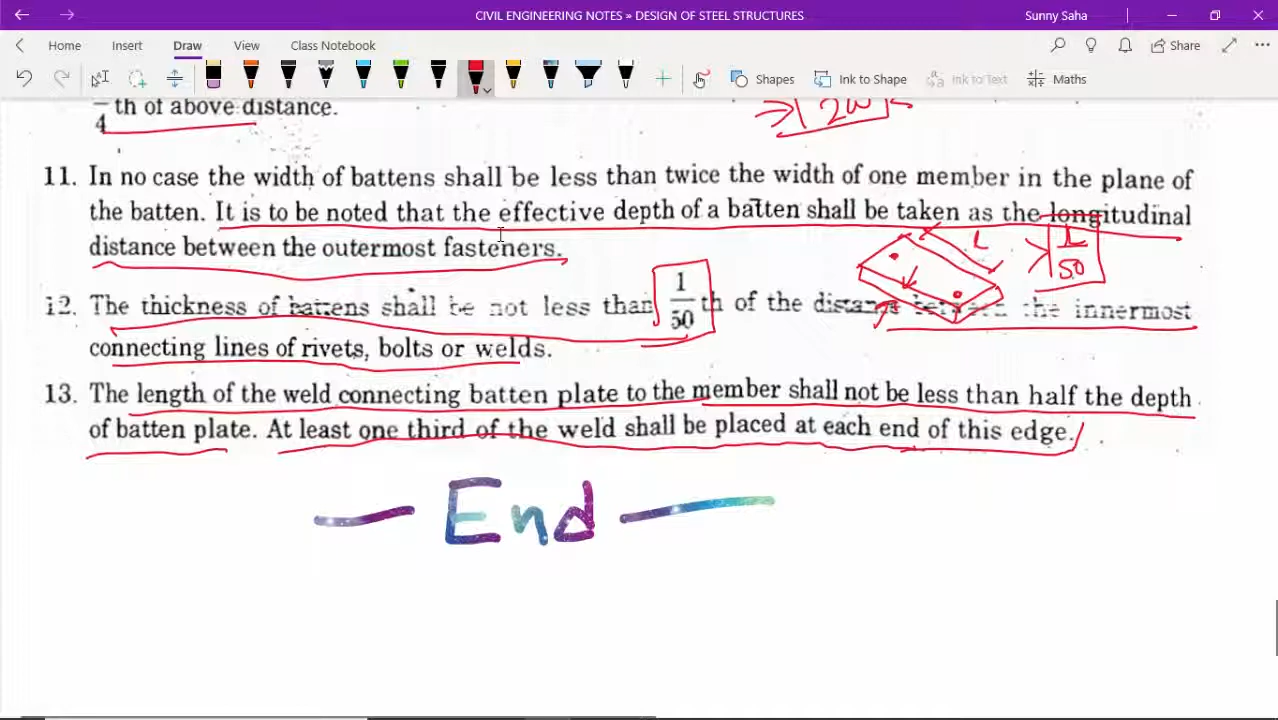 CIVIL ENGINEERING NOTES » DESIGN OF STEEL STRUCTURES
Sunny Saha
Home Insert Draw View Class Notebook
Share
Shapes Ink to Shape Ink to Text Maths
4 th of above distance.
200
11. In no case the width of battens shall be less than twice the width of one member in the plane of
the batten. It is to be noted that the effective depth of a batten shall be taken as the longitudinal
distance between the outermost fasteners.
L
L
50
12. The thickness of battens shall be not less than 1/50 th of the distance between the innermost
connecting lines of rivets, bolts or welds.
13. The length of the weld connecting batten plate to the member shall not be less than half the depth
of batten plate. At least one third of the weld shall be placed at each end of this edge.
— End —